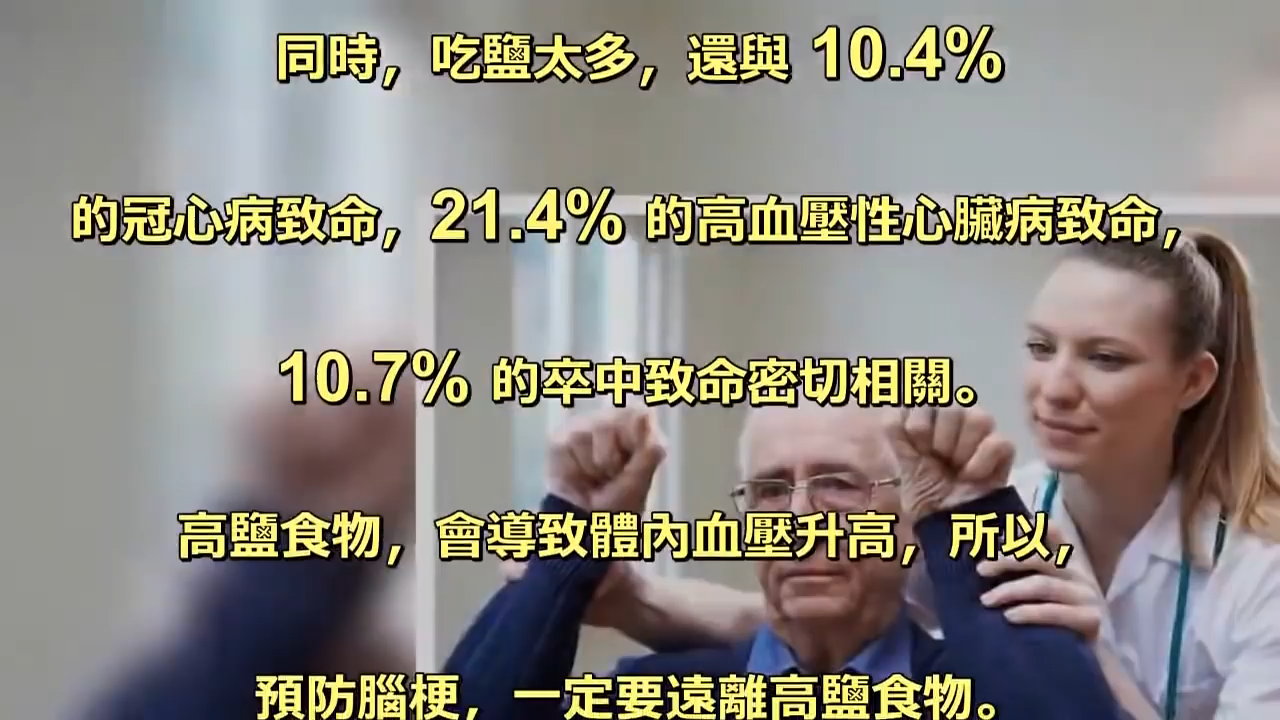 同時，吃鹽太多，還與 10.4%
的冠心病致命，21.4% 的高血壓性心臟病致命，
10.7% 的卒中致命密切相關。
高鹽食物，會導致體內血壓升高，所以，
預防腦梗，一定要遠離高鹽食物。